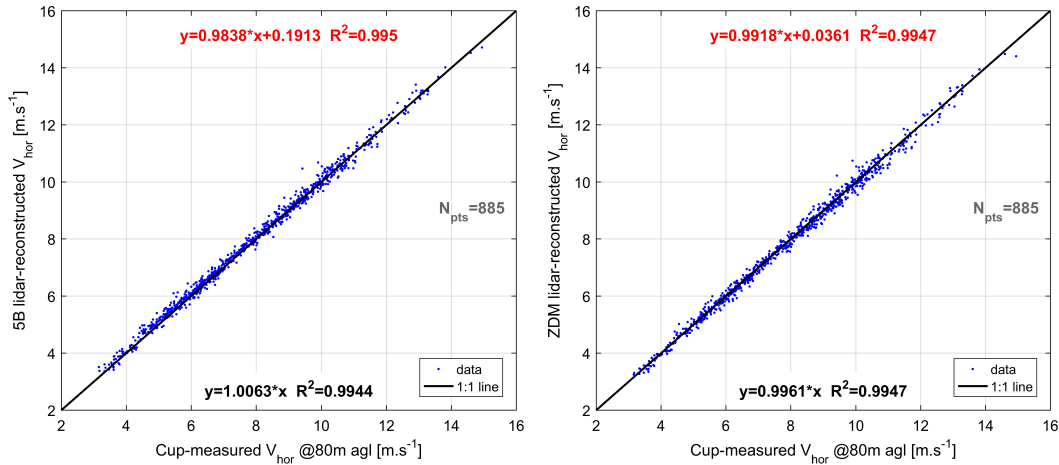 y=0.9838*x+0.1913 R²=0.995
5B lidar-reconstructed V_hor [m.s⁻¹]
16
14
12
10
8
6
4
2
N_pts=885
data
1:1 line
y=1.0063*x R²=0.9944
2 4 6 8 10 12 14 16
Cup-measured V_hor @80m agl [m.s⁻¹]
y=0.9918*x+0.0361 R²=0.9947
ZDM lidar-reconstructed V_hor [m.s⁻¹]
16
14
12
10
8
6
4
2
N_pts=885
data
1:1 line
y=0.9961*x R²=0.9947
2 4 6 8 10 12 14 16
Cup-measured V_hor @80m agl [m.s⁻¹]